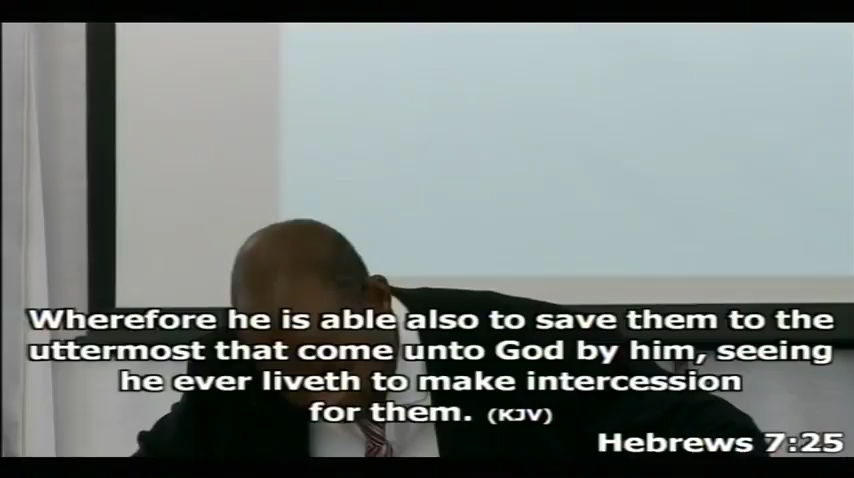 Wherefore he is able also to save them to the
uttermost that come unto God by him, seeing
he ever liveth to make intercession
for them. (KJV)
Hebrews 7:25